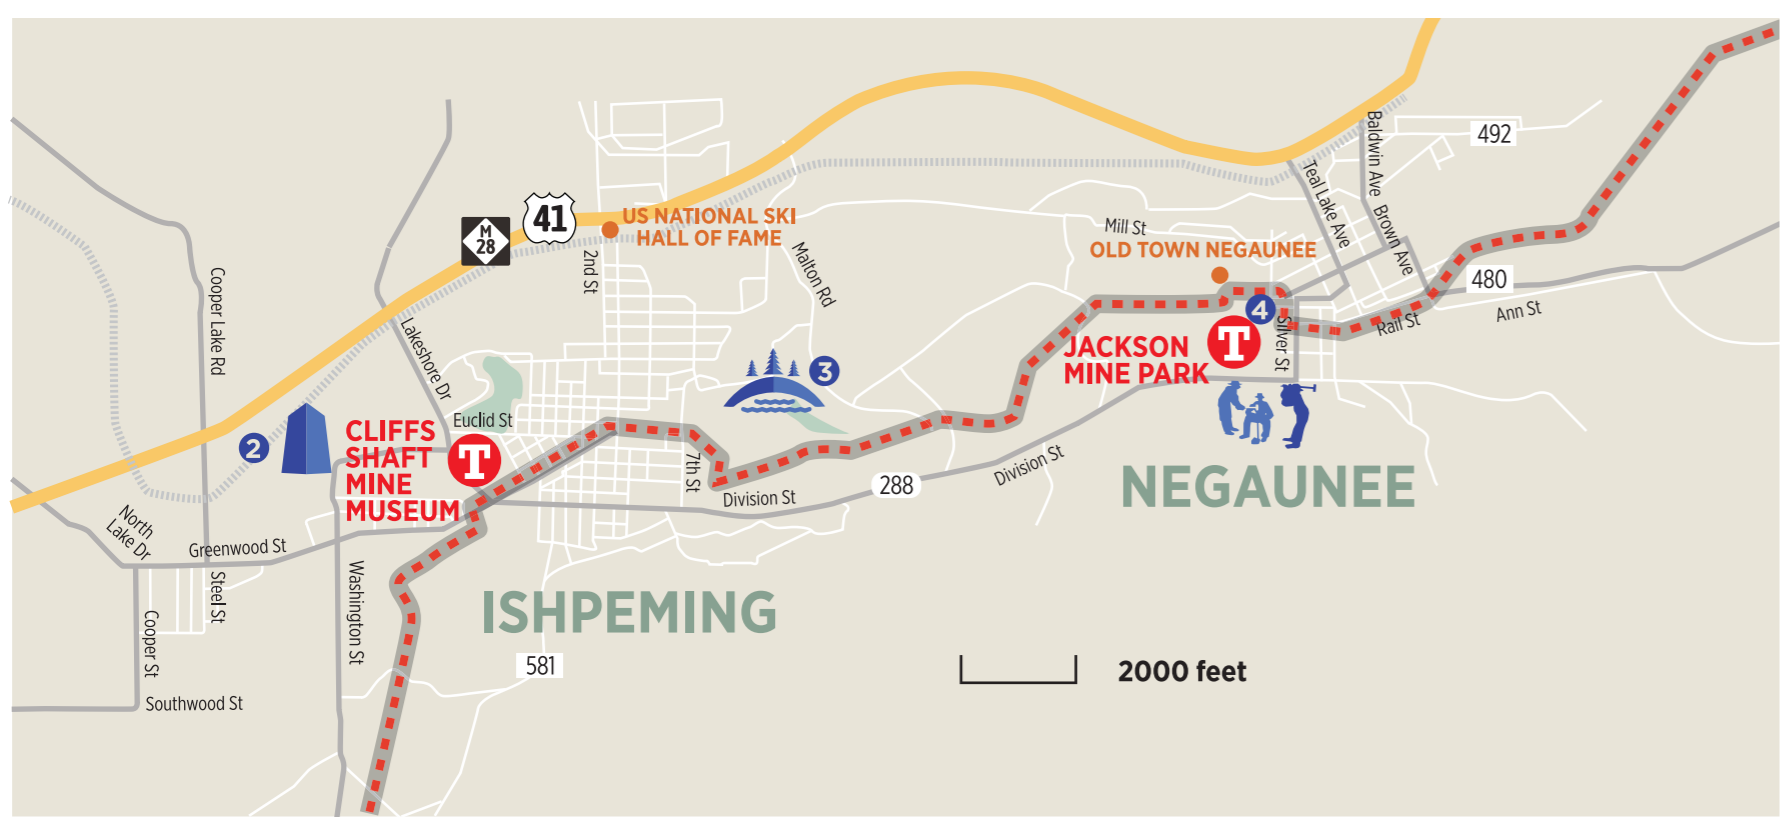 492
Baldwin Ave
Teal Lake Ave
Brown Ave
M
28
41
US NATIONAL SKI
HALL OF FAME
Mill St
OLD TOWN NEGAUNEE
2nd St
Malton Rd
Cooper Lake Rd
480
Ann St
Rail St
4
Silver St
T
JACKSON
MINE PARK
Lakeshore Dr
3
Euclid St
2
CLIFFS
SHAFT
MINE
MUSEUM
T
7th St
Division St
288
Division St
NEGAUNEE
North
Lake Dr
Greenwood St
Steel St
Cooper St
Washington St
Southwood St
ISHPEMING
581
2000 feet